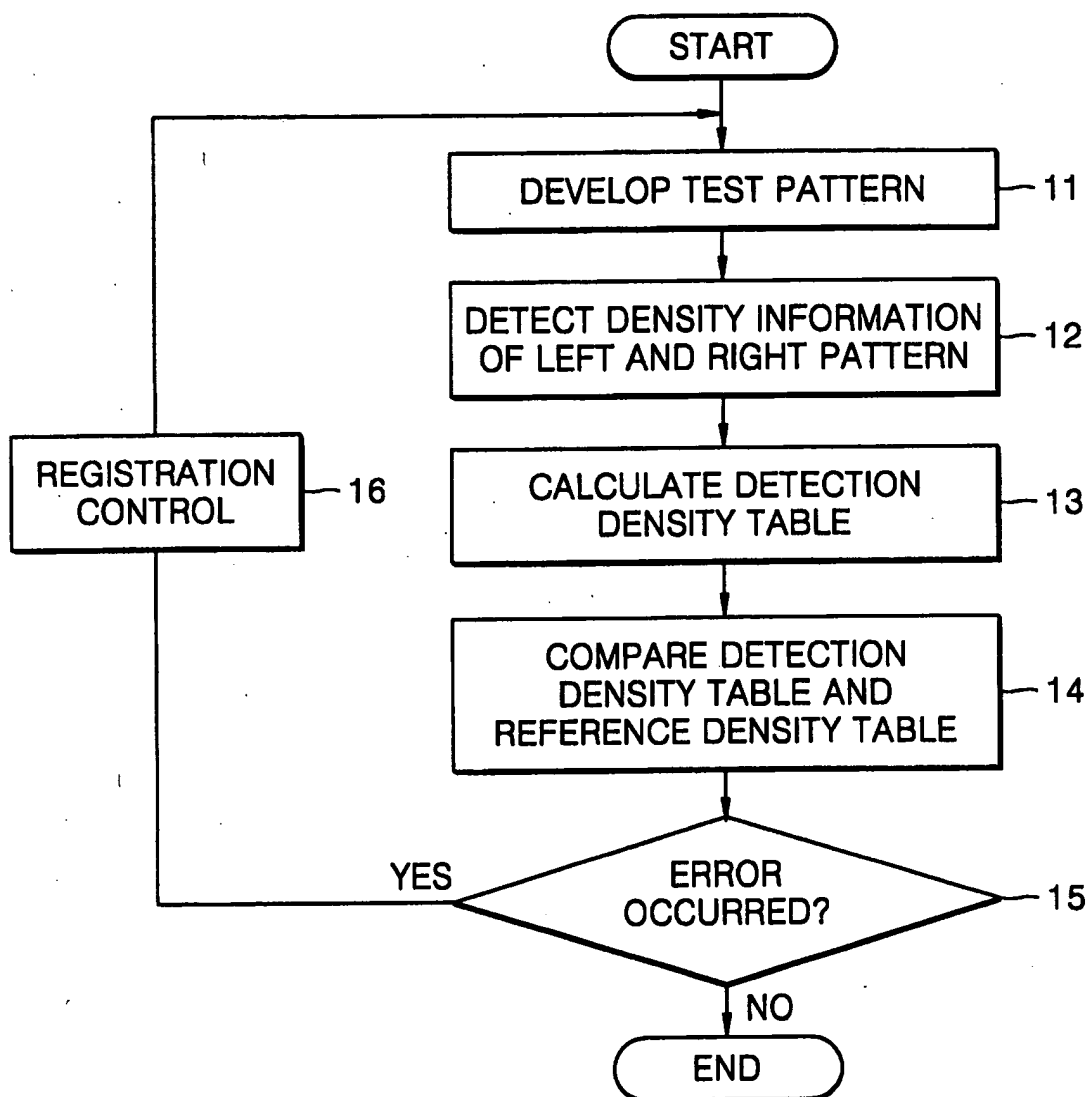 START
DEVELOP TEST PATTERN
11
DETECT DENSITY INFORMATION
OF LEFT AND RIGHT PATTERN
12
CALCULATE DETECTION
DENSITY TABLE
13
REGISTRATION
CONTROL
16
COMPARE DETECTION
DENSITY TABLE AND
REFERENCE DENSITY TABLE
14
YES
ERROR
OCCURRED?
15
NO
END